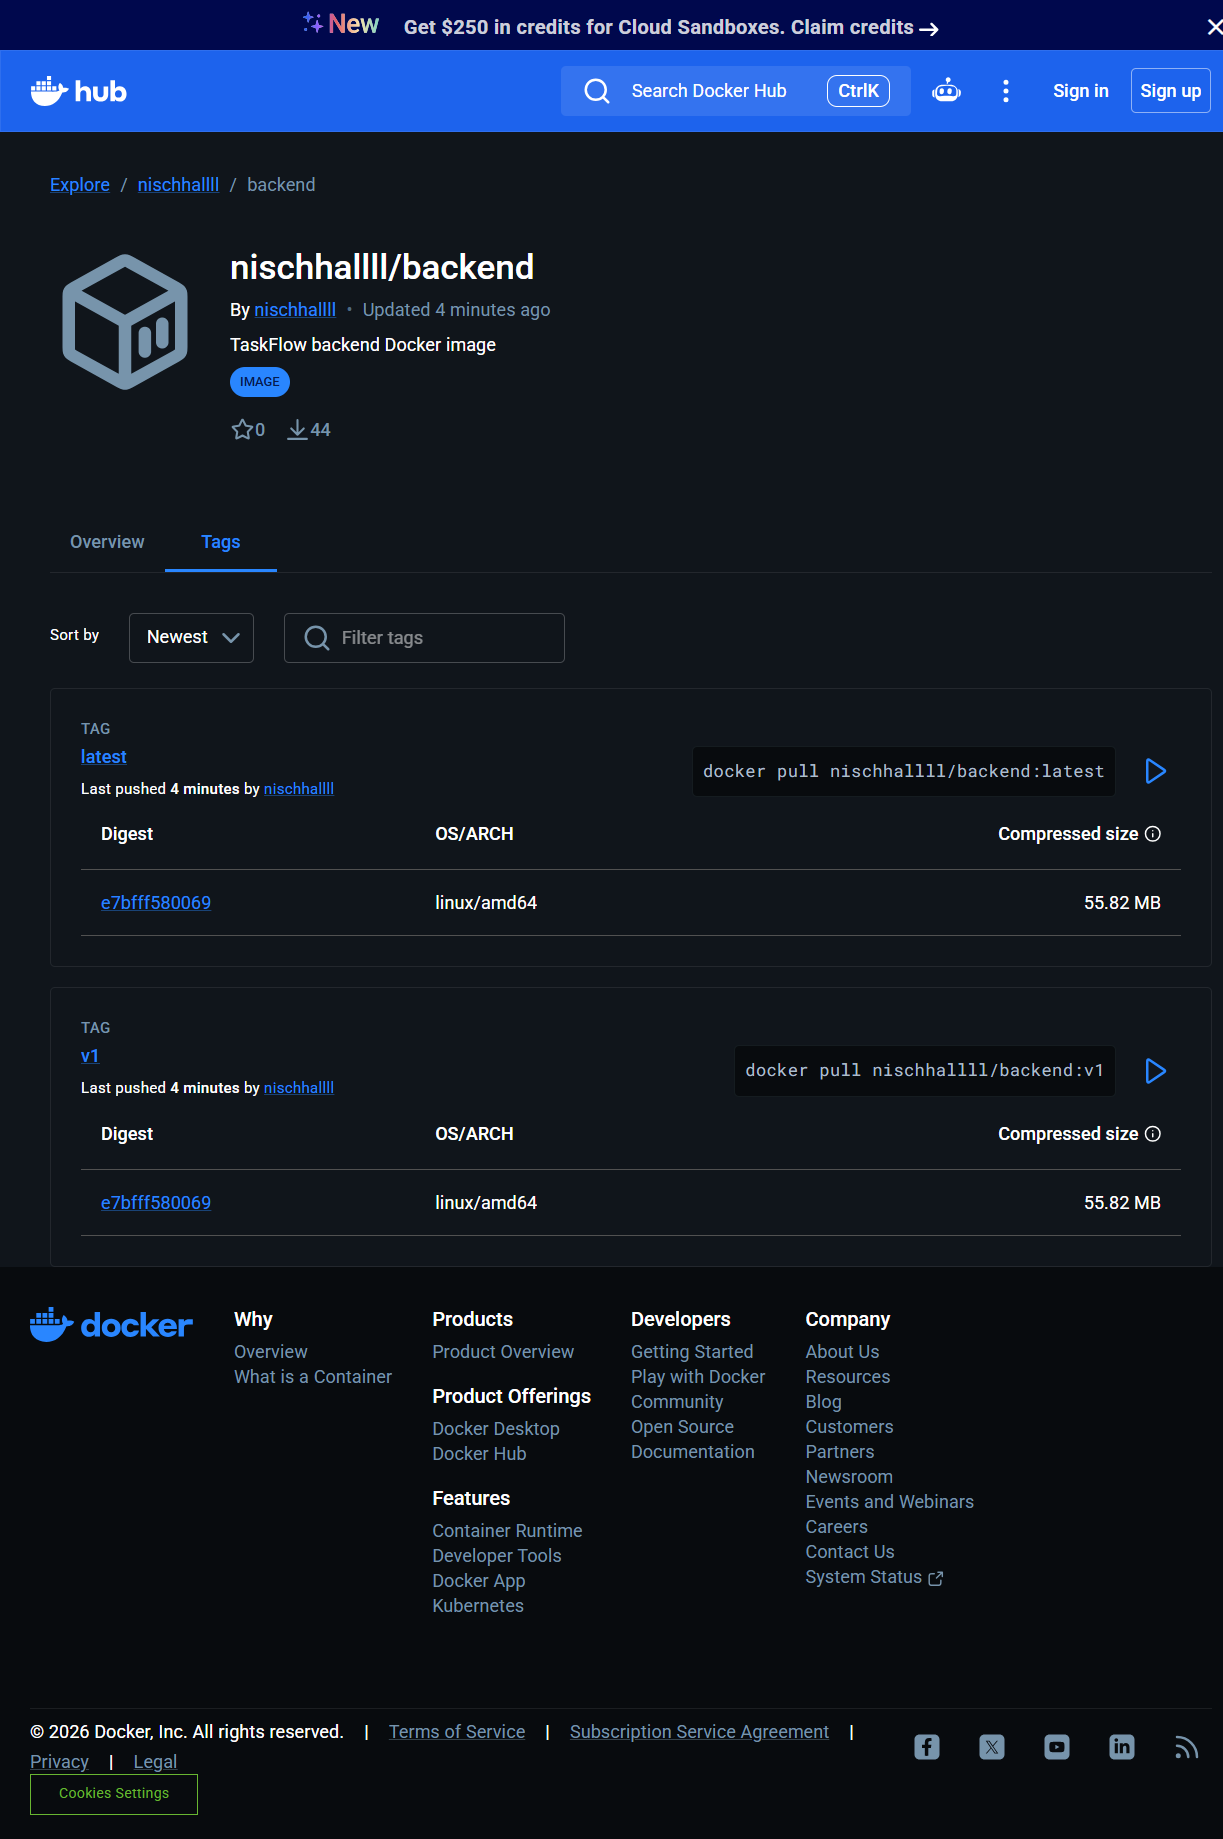 New Get $250 in credits for Cloud Sandboxes. Claim credits →
hub Search Docker Hub CtrlK Sign in Sign up
Explore / nischhallll / backend
nischhallll/backend
By nischhallll • Updated 4 minutes ago
TaskFlow backend Docker image
IMAGE
0 44
Overview Tags
Sort by Newest Filter tags
TAG
latest
docker pull nischhallll/backend:latest
Last pushed 4 minutes by nischhallll
Digest OS/ARCH Compressed size
e7bfff580069 linux/amd64 55.82 MB
TAG
v1
docker pull nischhallll/backend:v1
Last pushed 4 minutes by nischhallll
Digest OS/ARCH Compressed size
e7bfff580069 linux/amd64 55.82 MB
docker
Why
Overview
What is a Container
Products
Product Overview
Product Offerings
Docker Desktop
Docker Hub
Features
Container Runtime
Developer Tools
Docker App
Kubernetes
Developers
Getting Started
Play with Docker
Community
Open Source
Documentation
Company
About Us
Resources
Blog
Customers
Partners
Newsroom
Events and Webinars
Careers
Contact Us
System Status
© 2026 Docker, Inc. All rights reserved. | Terms of Service | Subscription Service Agreement |
Privacy | Legal
Cookies Settings